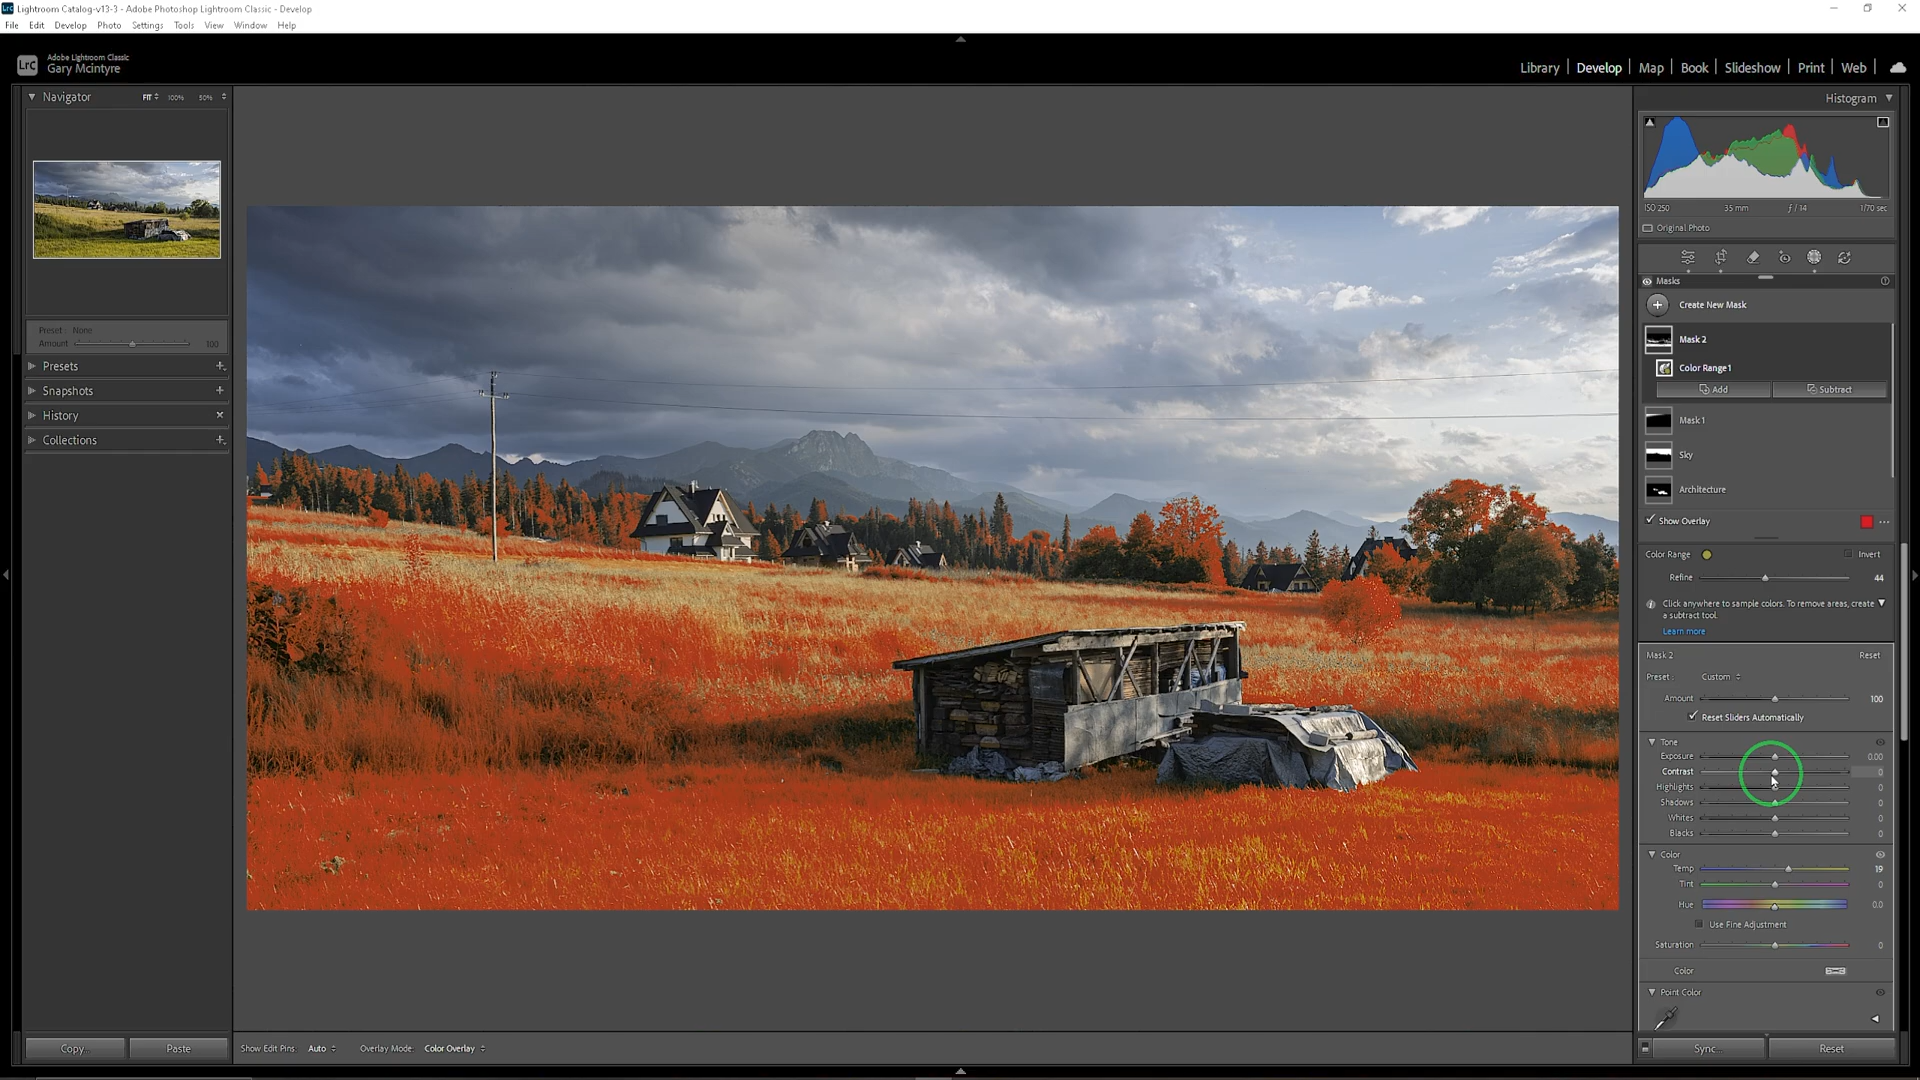 Lightroom Catalog-v13-3 - Adobe Photoshop Lightroom Classic - Develop
File Edit Develop Photo Settings Tools View Window Help
LrC
Adobe Lightroom Classic
Gary Mcintyre
Library | Develop | Map | Book | Slideshow | Print | Web |
Navigator FIT 100% 50%
Preset: None
Amount 100
Presets
Snapshots
History
Collections
Copy... Paste
Show Edit Pins: Auto Overlay Mode: Color Overlay
Histogram
ISO 250 35 mm ƒ / 14 1/70 sec
Original Photo
Masks
Create New Mask
Mask 2
Color Range 1
Add Subtract
Mask 1
Sky
Architecture
Show Overlay
Color Range Invert
Refine 44
Click anywhere to sample colors. To remove areas, create
a subtract tool.
Learn more
Mask 2 Reset
Preset: Custom
Amount 100
Reset Sliders Automatically
Tone
Exposure 0.00
Contrast 0
Highlights 0
Shadows 0
Whites 0
Blacks 0
Color
Temp 19
Tint 0
Hue 0.0
Use Fine Adjustment
Saturation 0
Color
Point Color
Sync... Reset